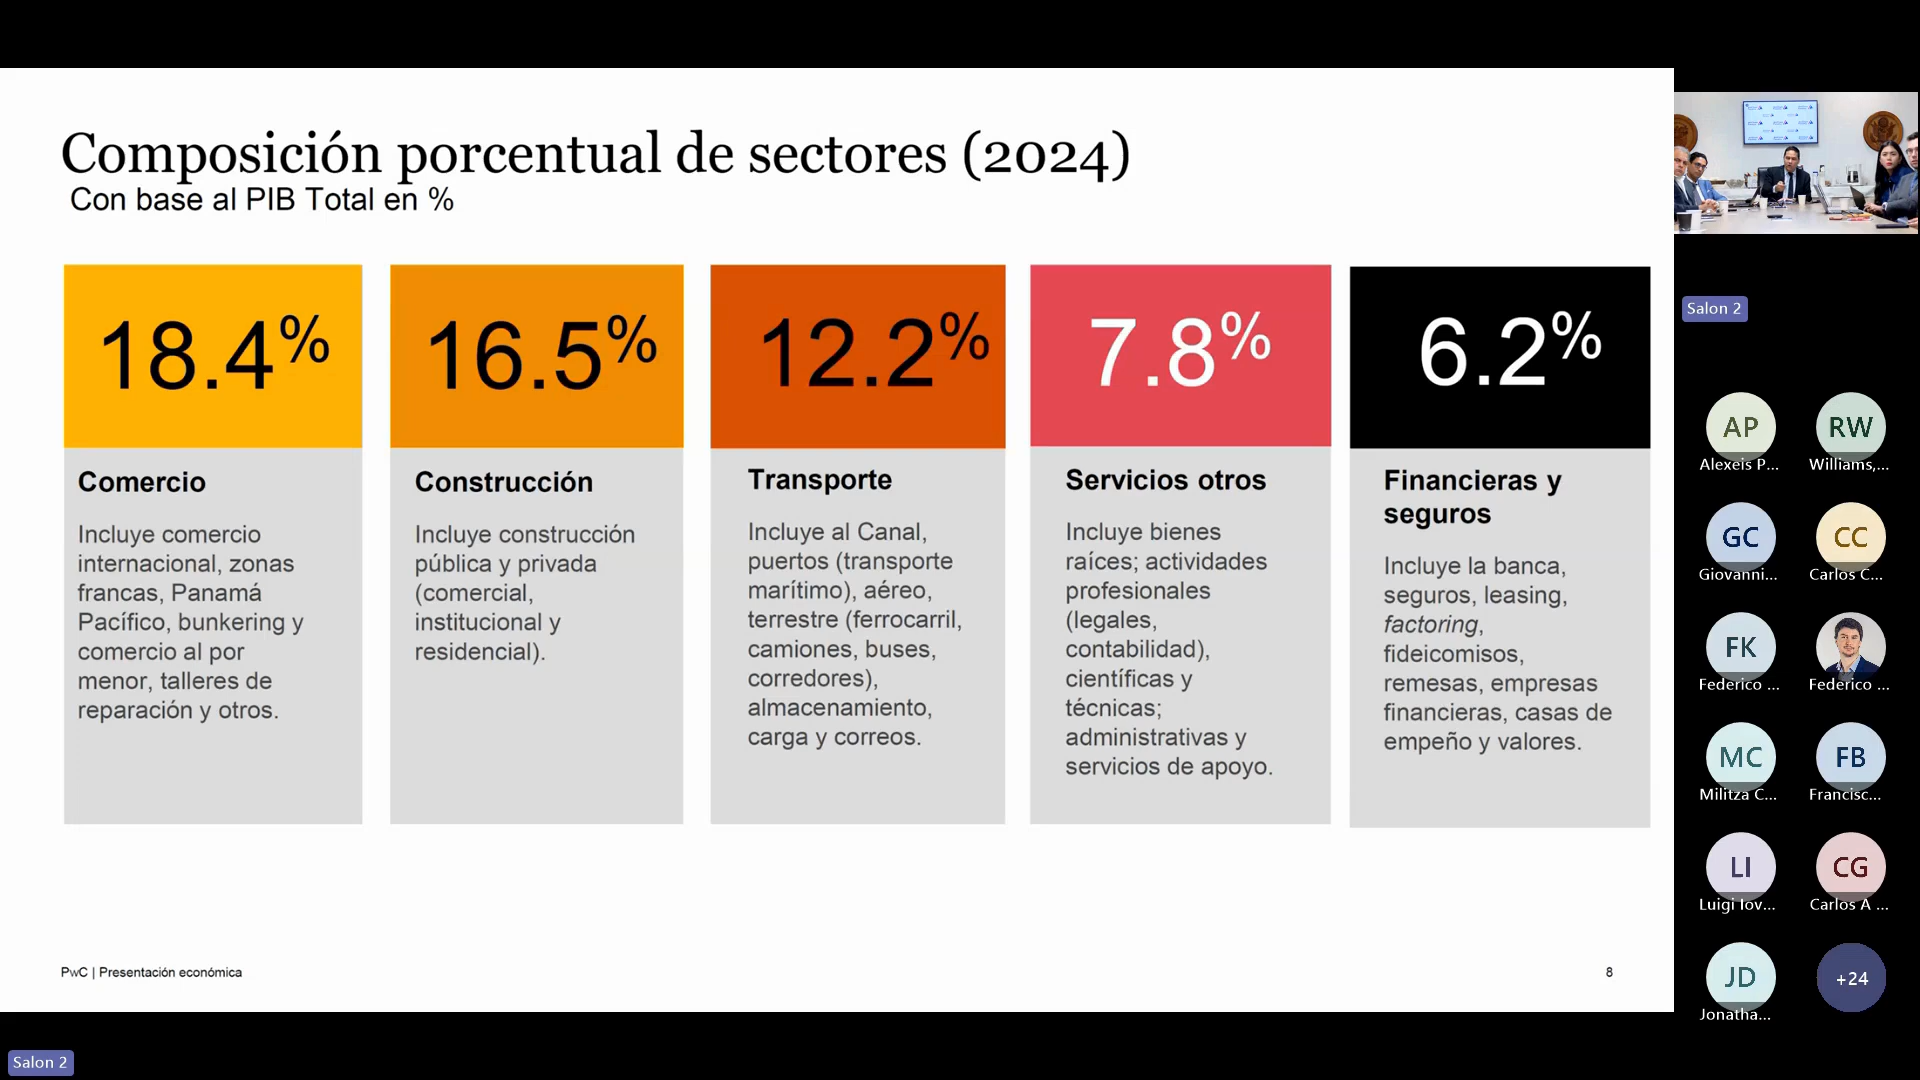 Composición porcentual de sectores (2024)
Con base al PIB Total en %
18.4%
Comercio
Incluye comercio
internacional, zonas
francas, Panamá
Pacífico, bunkering y
comercio al por
menor, talleres de
reparación y otros.
16.5%
Construcción
Incluye construcción
pública y privada
(comercial,
institucional y
residencial).
12.2%
Transporte
Incluye al Canal,
puertos (transporte
marítimo), aéreo,
terrestre (ferrocarril,
camiones, buses,
corredores),
almacenamiento,
carga y correos.
7.8%
Servicios otros
Incluye bienes
raíces; actividades
profesionales
(legales,
contabilidad),
científicas y
técnicas;
administrativas y
servicios de apoyo.
6.2%
Financieras y
seguros
Incluye la banca,
seguros, leasing,
factoring,
fideicomisos,
remesas, empresas
financieras, casas de
empeño y valores.
PwC | Presentación económica
8
Salon 2
Salon 2
AP
Alexeis P...
RW
Williams,...
GC
Giovanni...
CC
Carlos C...
FK
Federico ...
Federico ...
MC
Militza C...
FB
Francisc...
LI
Luigi Iov...
CG
Carlos A ...
JD
Jonatha...
+24